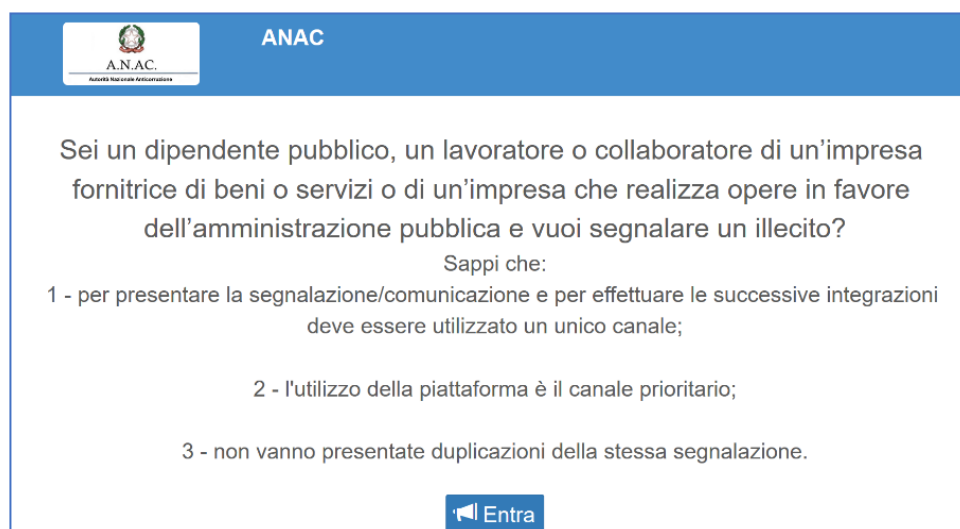 A.N.AC.
Autorità Nazionale Anticorruzione
ANAC
Sei un dipendente pubblico, un lavoratore o collaboratore di un’impresa
fornitrice di beni o servizi o di un’impresa che realizza opere in favore
dell’amministrazione pubblica e vuoi segnalare un illecito?
Sappi che:
1 - per presentare la segnalazione/comunicazione e per effettuare le successive integrazioni
deve essere utilizzato un unico canale;
2 - l'utilizzo della piattaforma è il canale prioritario;
3 - non vanno presentate duplicazioni della stessa segnalazione.
Entra